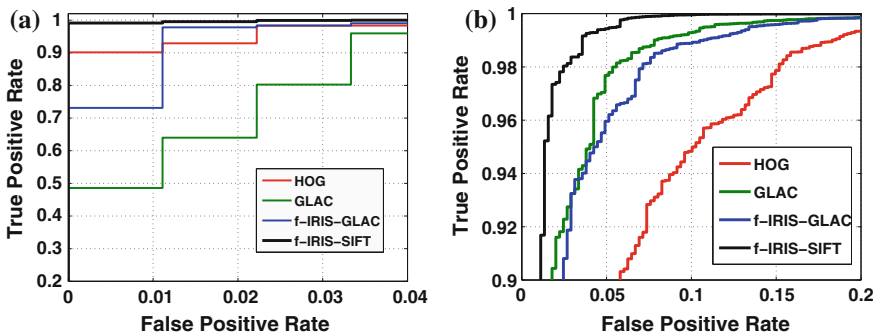 (a)
True Positive Rate
1
0.9
0.8
0.7
0.6
0.5
0.4
0.3
0.2
0
0.01
0.02
0.03
0.04
False Positive Rate
HOG
GLAC
f-IRIS-GLAC
f-IRIS-SIFT
(b)
True Positive Rate
1
0.98
0.96
0.94
0.92
0.9
0
0.05
0.1
0.15
0.2
False Positive Rate
HOG
GLAC
f-IRIS-GLAC
f-IRIS-SIFT